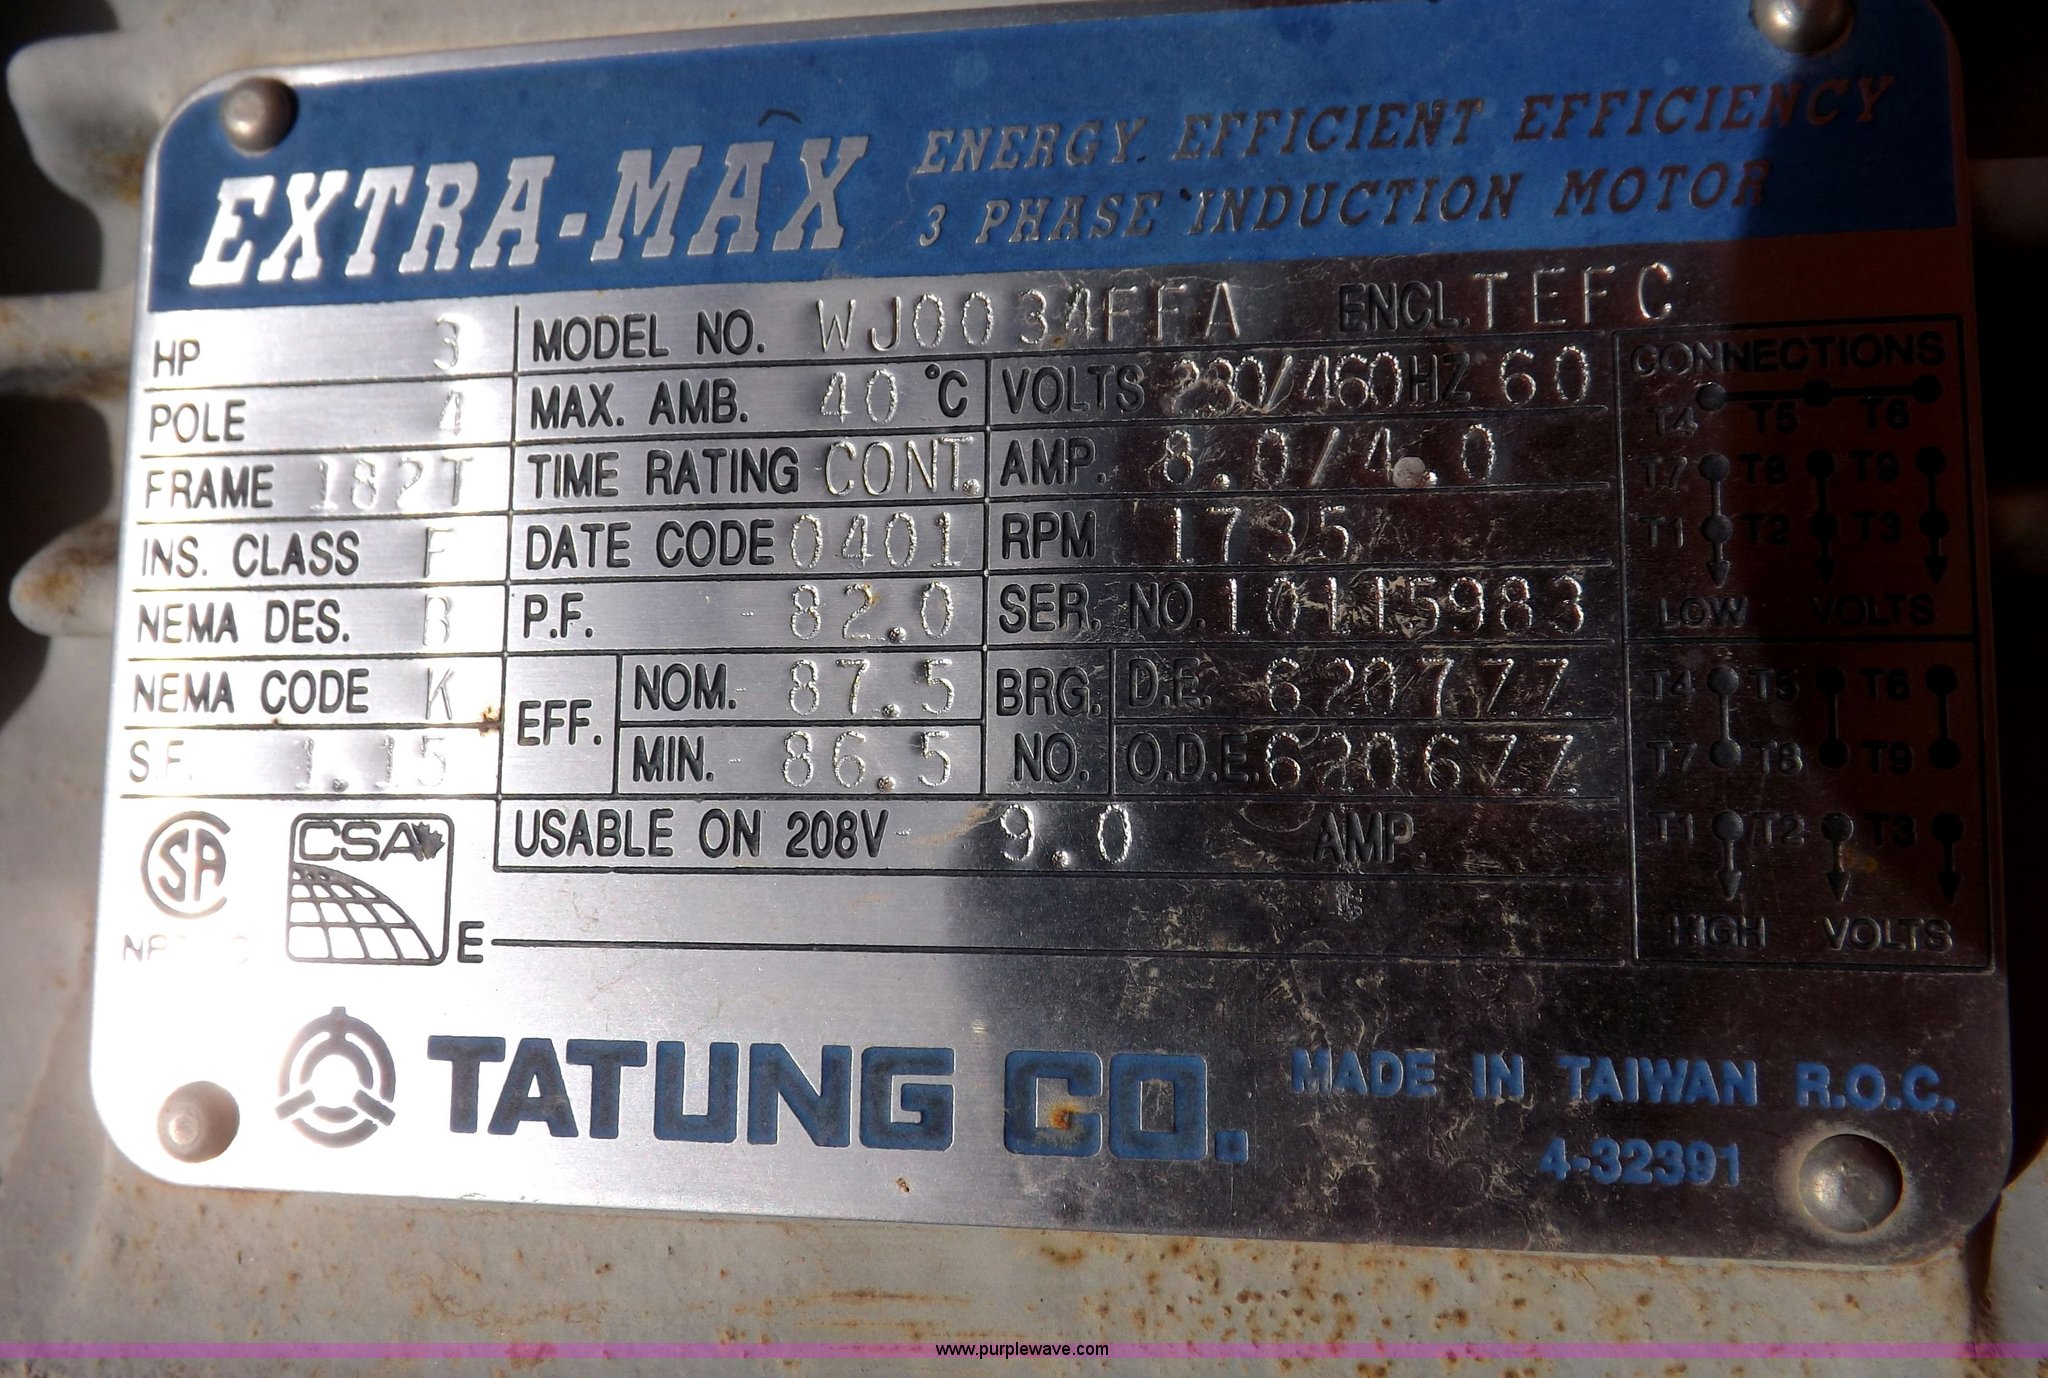 EXTRA-MAX
ENERGY EFFICIENT EFFICIENCY
3 PHASE INDUCTION MOTOR
HP 3
MODEL NO. WJ0034FFA ENCL. TEFC
POLE 4
MAX. AMB. 40 °C
VOLTS 230/460 HZ 60
FRAME 182T
TIME RATING CONT.
AMP. 8.0/4.0
INS. CLASS F
DATE CODE 0401
RPM 1735
NEMA DES. B
P.F. 82.0
SER. NO. 10115983
NEMA CODE K
EFF. NOM. 87.5
MIN. 86.5
BRG. NO. D.E. 6207ZZ
O.D.E. 6206ZZ
S.F. 1.15
USABLE ON 208V 9.0 AMP.
CONNECTIONS
T4 T5 T6
T7 T8 T9
T1 T2 T3
LOW VOLTS
T4 T5 T6
T7 T8 T9
T1 T2 T3
HIGH VOLTS
SA
CSA
E
TATUNG CO.
MADE IN TAIWAN R.O.C.
4-32391
www.purplewave.com